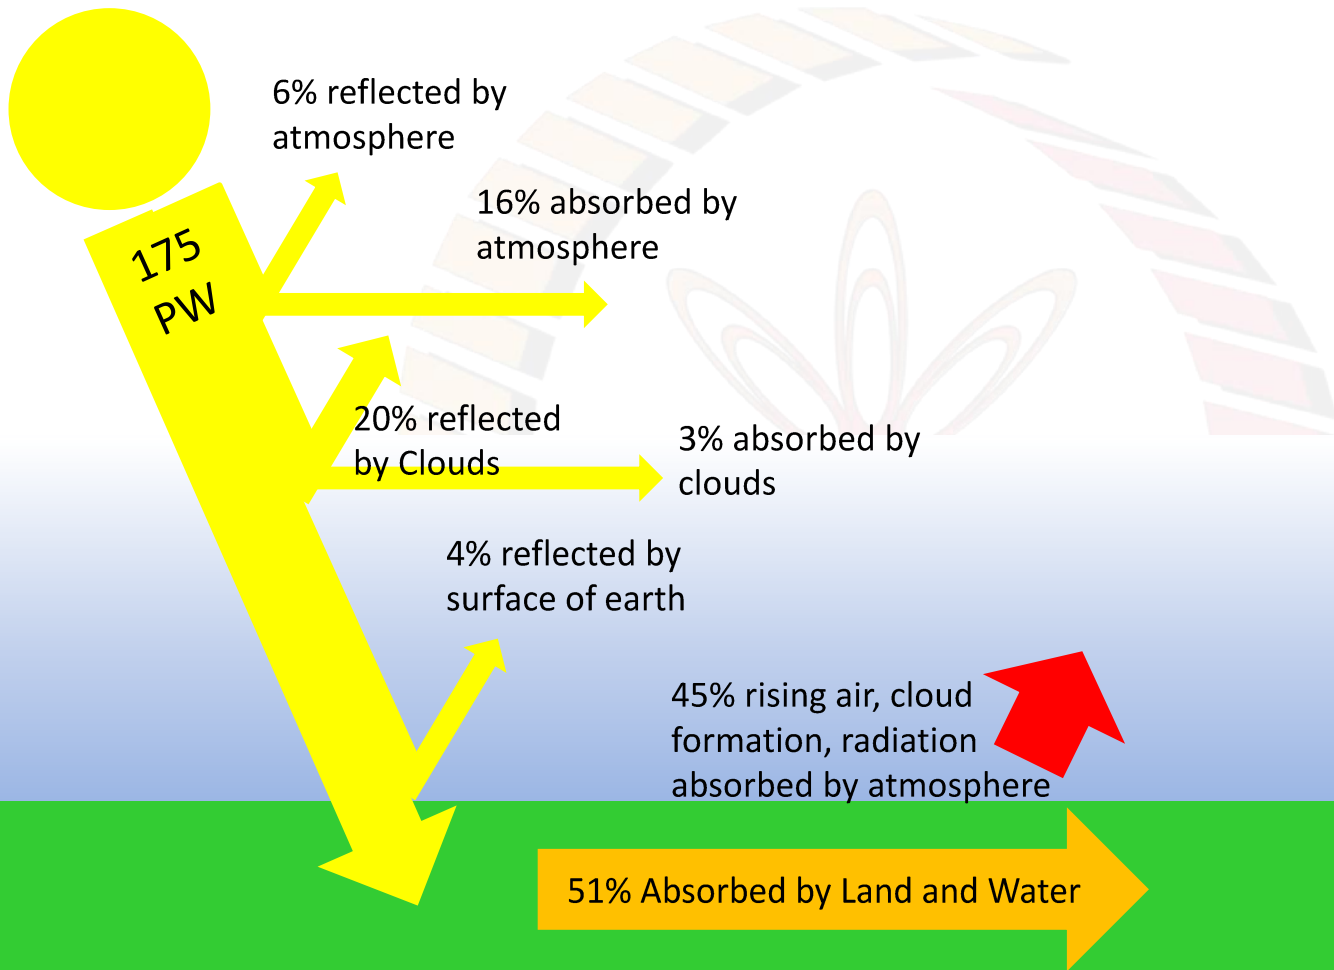 6% reflected by
atmosphere
16% absorbed by
atmosphere
175
PW
20% reflected
by Clouds
3% absorbed by
clouds
4% reflected by
surface of earth
45% rising air, cloud
formation, radiation
absorbed by atmosphere
51% Absorbed by Land and Water